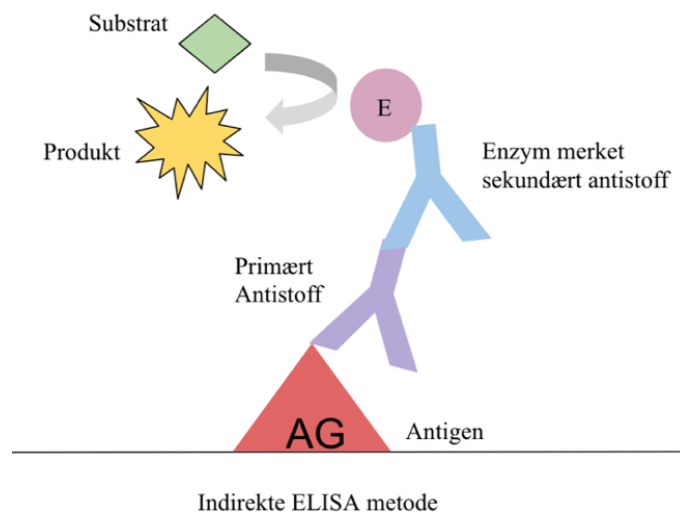 Substrat
E
Produkt
Enzym merket
sekundært antistoff
Primært
Antistoff
AG
Antigen
Indirekte ELISA metode